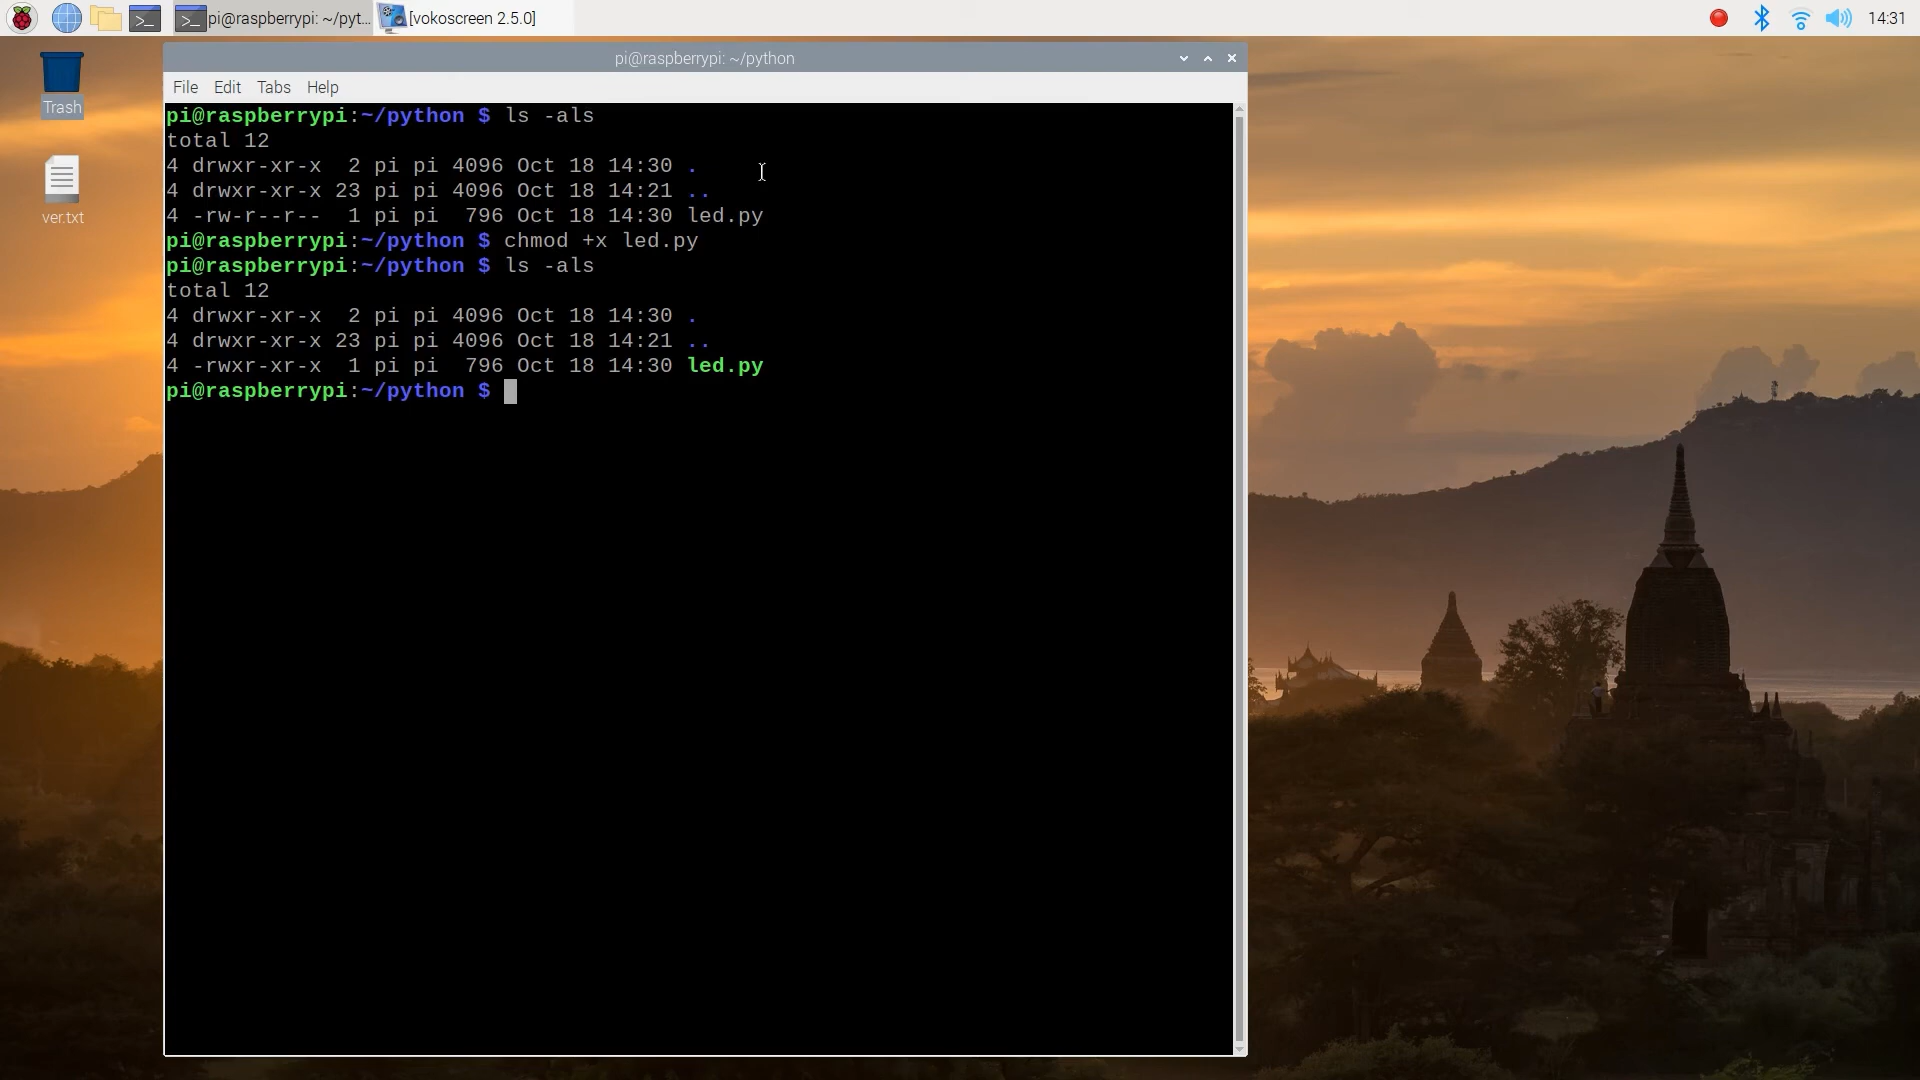 pi@raspberrypi: ~/pyt... [vokoscreen 2.5.0] 14:31
Trash
ver.txt
pi@raspberrypi: ~/python
File Edit Tabs Help
pi@raspberrypi:~/python $ ls -als
total 12
4 drwxr-xr-x  2 pi pi 4096 Oct 18 14:30 .
4 drwxr-xr-x 23 pi pi 4096 Oct 18 14:21 ..
4 -rw-r--r--  1 pi pi  796 Oct 18 14:30 led.py
pi@raspberrypi:~/python $ chmod +x led.py
pi@raspberrypi:~/python $ ls -als
total 12
4 drwxr-xr-x  2 pi pi 4096 Oct 18 14:30 .
4 drwxr-xr-x 23 pi pi 4096 Oct 18 14:21 ..
4 -rwxr-xr-x  1 pi pi  796 Oct 18 14:30 led.py
pi@raspberrypi:~/python $